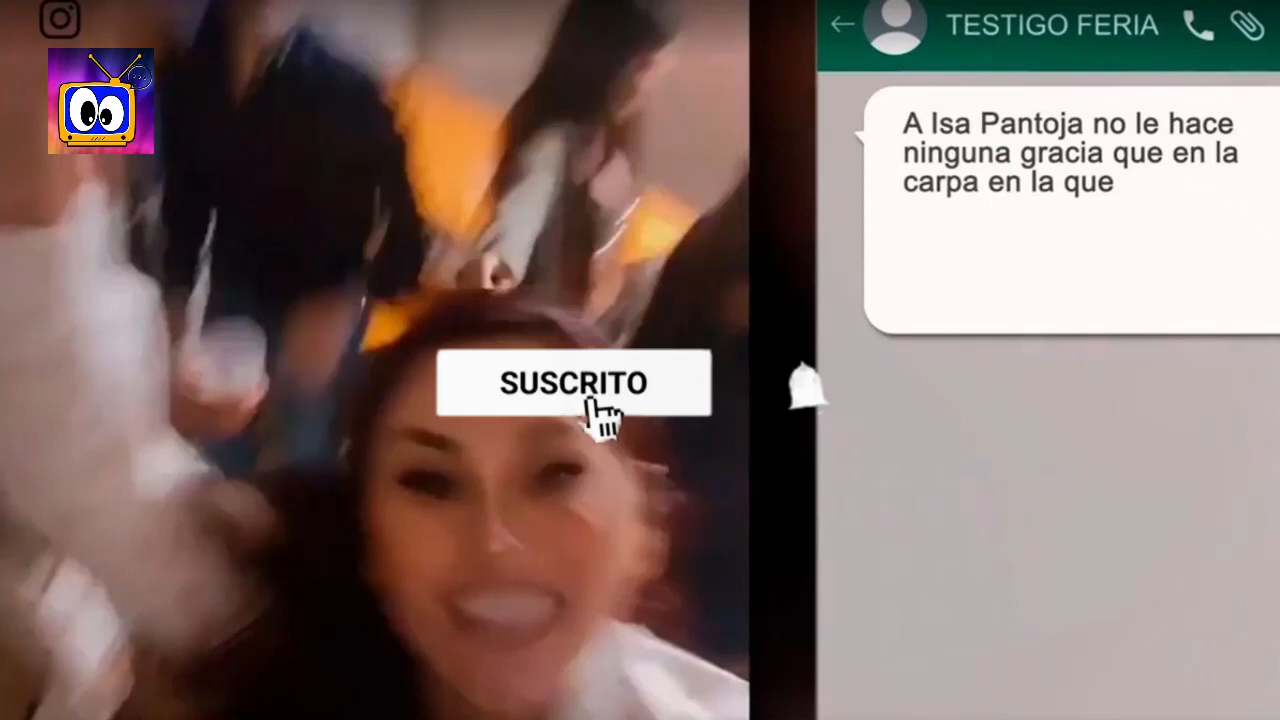 TESTIGO FERIA
A Isa Pantoja no le hace
ninguna gracia que en la
carpa en la que
SUSCRITO